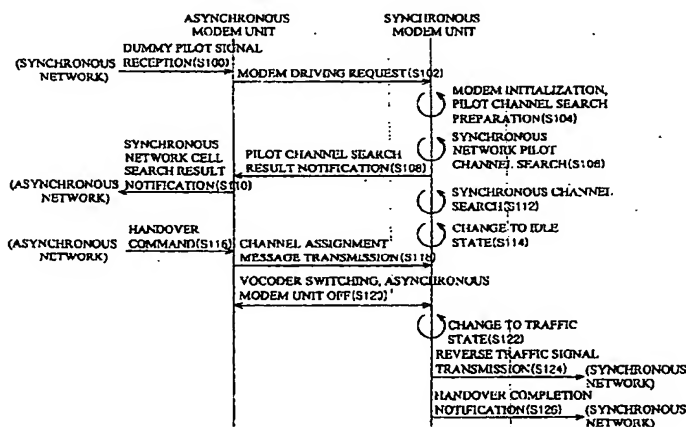 ASYNCHRONOUS
MODEM UNIT
SYNCHRONOUS
MODEM UNIT
DUMMY PILOT SIGNAL
RECEPTION(S100)
(SYNCHRONOUS
NETWORK)
MODEM DRIVING REQUEST(S102)
MODEM INITIALIZATION,
PILOT CHANNEL SEARCH
PREPARATION(S104)
SYNCHRONOUS
NETWORK PILOT
CHANNEL SEARCH(S106)
PILOT CHANNEL SEARCH
RESULT NOTIFICATION(S108)
SYNCHRONOUS
NETWORK CELL
SEARCH RESULT
NOTIFICATION(S110)
(ASYNCHRONOUS
NETWORK)
SYNCHRONOUS CHANNEL
SEARCH(S112)
CHANGE TO IDLE
STATE(S114)
HANDOVER
COMMAND(S116)
(ASYNCHRONOUS
NETWORK)
CHANNEL ASSIGNMENT
MESSAGE TRANSMISSION(S118)
VOCODER SWITCHING, ASYNCHRONOUS
MODEM UNIT OFF(S120)
CHANGE TO TRAFFIC
STATE(S122)
REVERSE TRAFFIC SIGNAL
TRANSMISSION(S124)
(SYNCHRONOUS
NETWORK)
HANDOVER COMPLETION
NOTIFICATION(S126)
(SYNCHRONOUS
NETWORK)